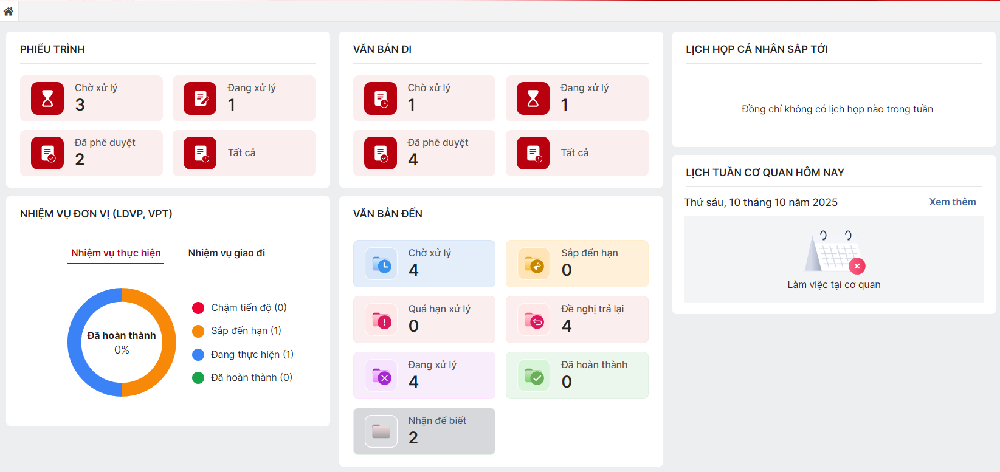 PHIẾU TRÌNH
Chờ xử lý
3
Đang xử lý
1
Đã phê duyệt
2
Tất cả
VĂN BẢN ĐI
Chờ xử lý
1
Đang xử lý
1
Đã phê duyệt
4
Tất cả
LỊCH HỌP CÁ NHÂN SẮP TỚI
Đồng chí không có lịch họp nào trong tuần
LỊCH TUẦN CƠ QUAN HÔM NAY
Thứ sáu, 10 tháng 10 năm 2025
Xem thêm
Làm việc tại cơ quan
NHIỆM VỤ ĐƠN VỊ (LDVP, VPT)
Nhiệm vụ thực hiện
Nhiệm vụ giao đi
Đã hoàn thành
0%
Chậm tiến độ (0)
Sắp đến hạn (1)
Đang thực hiện (1)
Đã hoàn thành (0)
VĂN BẢN ĐẾN
Chờ xử lý
4
Sắp đến hạn
0
Quá hạn xử lý
0
Đề nghị trả lại
4
Đang xử lý
4
Đã hoàn thành
0
Nhận để biết
2